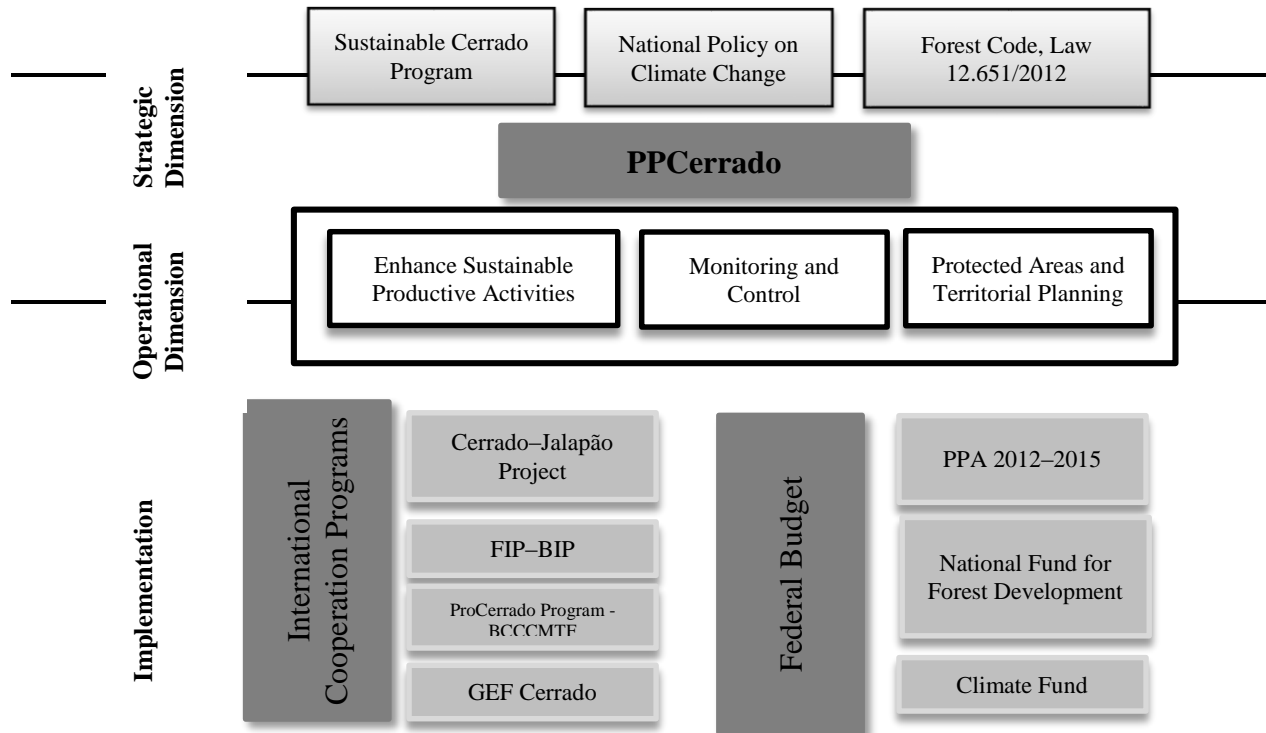 Sustainable Cerrado
Program
National Policy on
Climate Change
Forest Code, Law
12.651/2012
Strategic
Dimension
PPCerrado
Operational
Dimension
Enhance Sustainable
Productive Activities
Monitoring and
Control
Protected Areas and
Territorial Planning
Implementation
International
Cooperation Programs
Cerrado–Jalapão
Project
FIP–BIP
ProCerrado Program -
BCCCMTF
GEF Cerrado
Federal Budget
PPA 2012–2015
National Fund for
Forest Development
Climate Fund